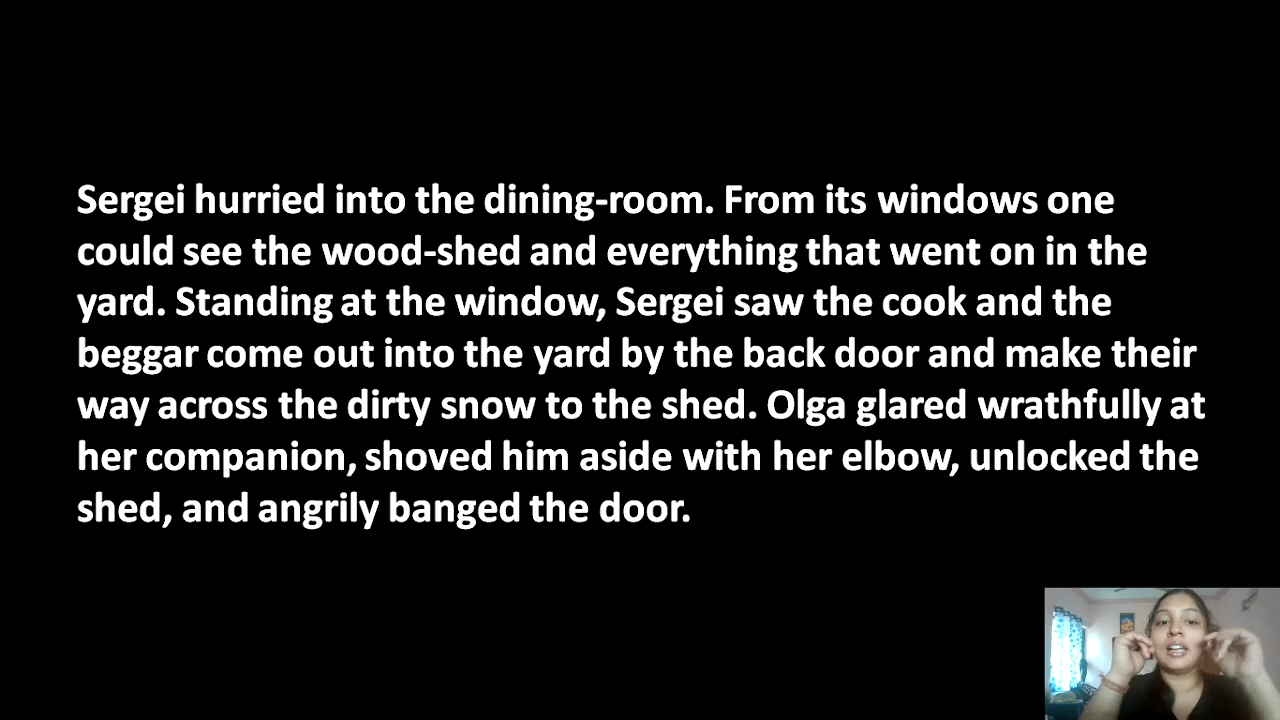 Sergei hurried into the dining-room. From its windows one
could see the wood-shed and everything that went on in the
yard. Standing at the window, Sergei saw the cook and the
beggar come out into the yard by the back door and make their
way across the dirty snow to the shed. Olga glared wrathfully at
her companion, shoved him aside with her elbow, unlocked the
shed, and angrily banged the door.